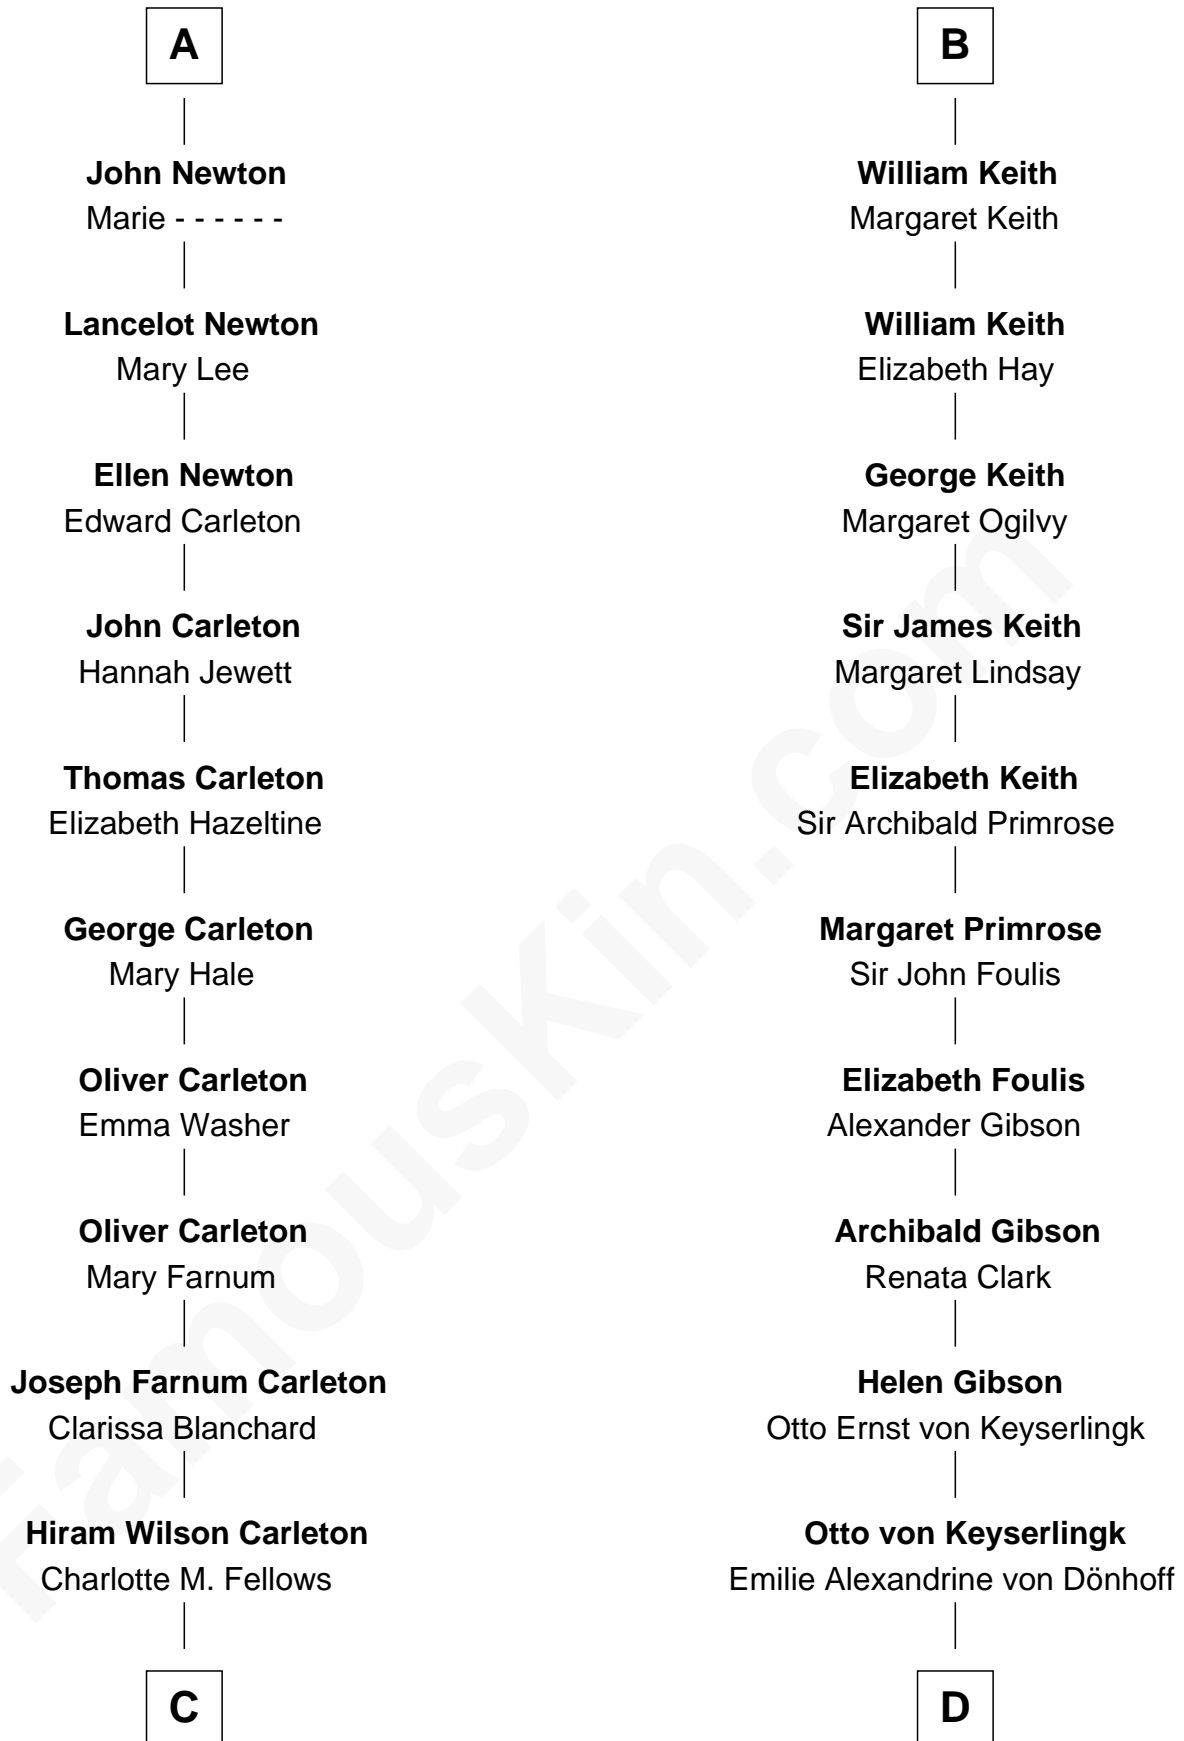 A
John Newton
Marie - - - - - -
Lancelot Newton
Mary Lee
Ellen Newton
Edward Carleton
John Carleton
Hannah Jewett
Thomas Carleton
Elizabeth Hazeltine
George Carleton
Mary Hale
Oliver Carleton
Emma Washer
Oliver Carleton
Mary Farnum
Joseph Farnum Carleton
Clarissa Blanchard
Hiram Wilson Carleton
Charlotte M. Fellows
C
B
William Keith
Margaret Keith
William Keith
Elizabeth Hay
George Keith
Margaret Ogilvy
Sir James Keith
Margaret Lindsay
Elizabeth Keith
Sir Archibald Primrose
Margaret Primrose
Sir John Foulis
Elizabeth Foulis
Alexander Gibson
Archibald Gibson
Renata Clark
Helen Gibson
Otto Ernst von Keyserlingk
Otto von Keyserlingk
Emilie Alexandrine von Dönhoff
D
FamousKin.com